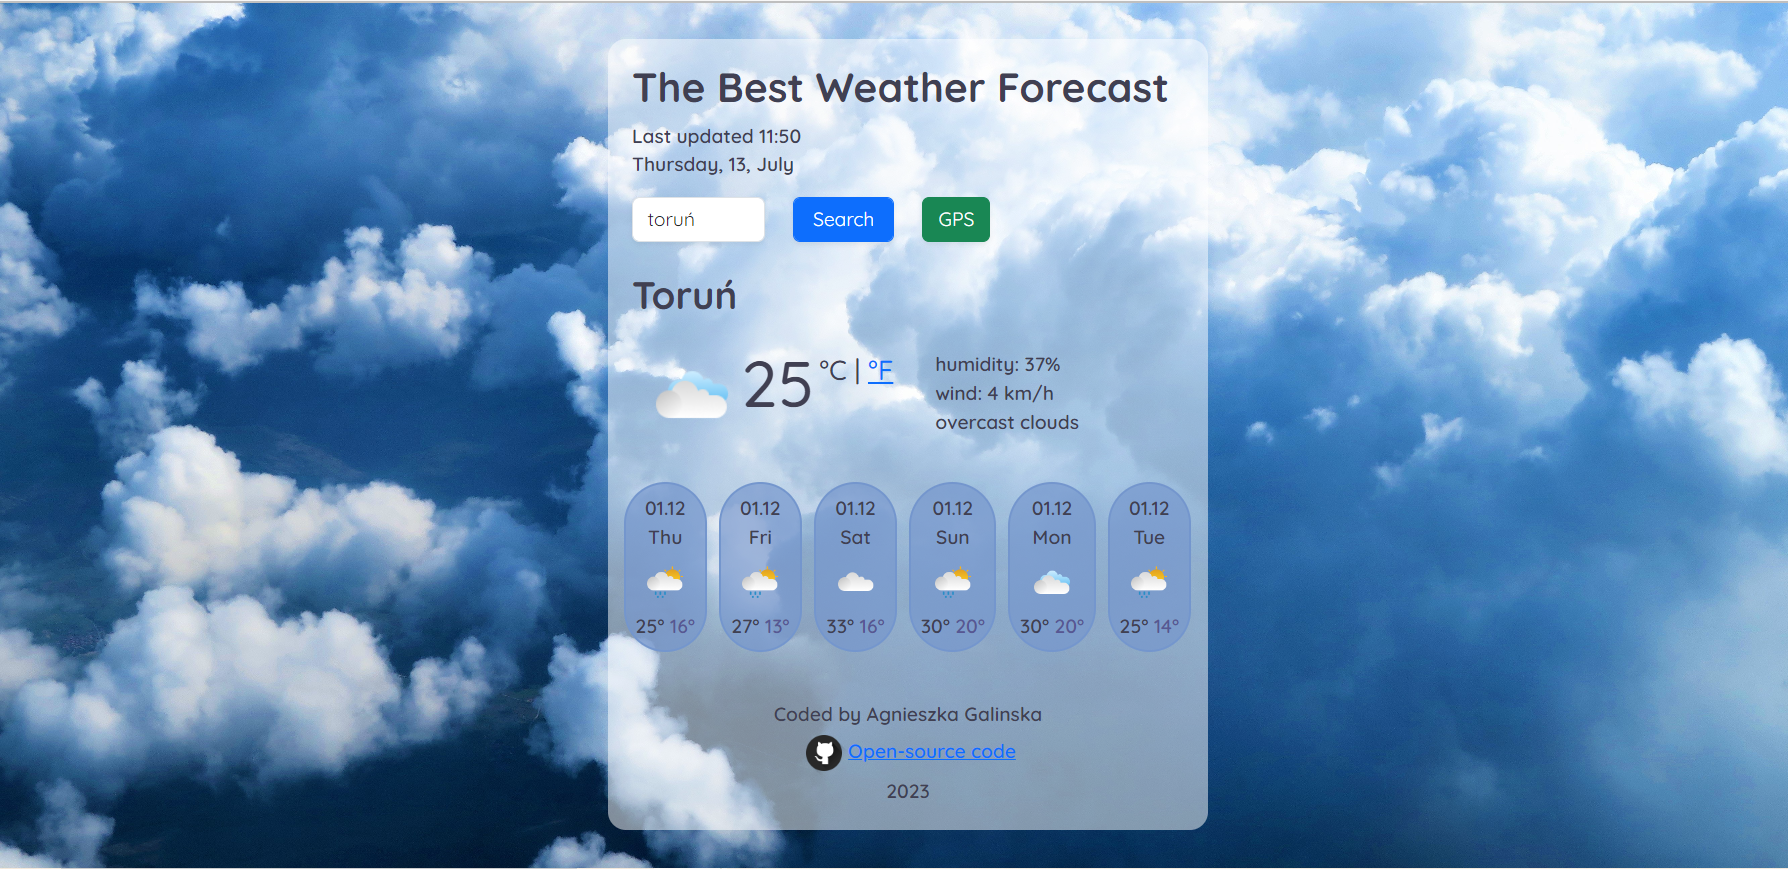 The Best Weather Forecast
Last updated 11:50
Thursday, 13, July
toruń Search GPS
Toruń
25 °C | °F
humidity: 37%
wind: 4 km/h
overcast clouds
01.12 01.12 01.12 01.12 01.12 01.12
Thu Fri Sat Sun Mon Tue
25° 16° 27° 13° 33° 16° 30° 20° 30° 20° 25° 14°
Coded by Agnieszka Galinska
Open-source code
2023